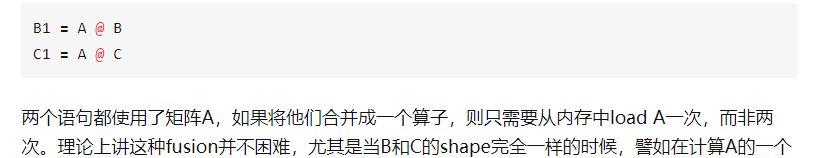 B1 = A @ B
C1 = A @ C
两个语句都使用了矩阵A，如果将他们合并成一个算子，则只需要从内存中load A一次，而非两
次。理论上讲这种fusion并不困难，尤其是当B和C的shape完全一样的时候，譬如在计算A的一个